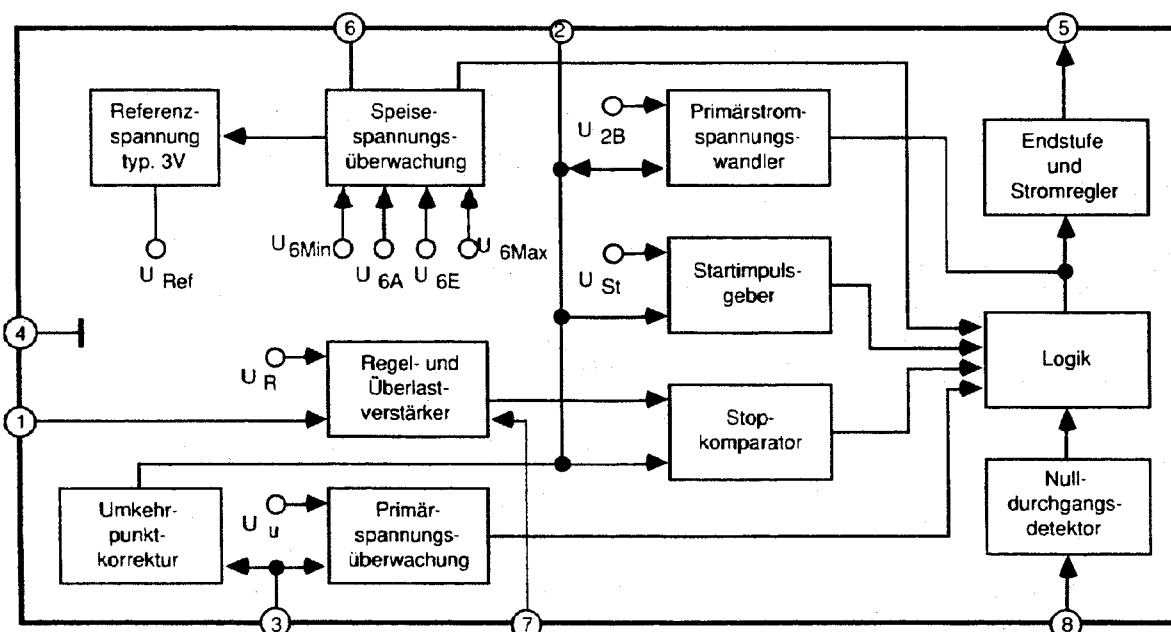 6
2
5
Referenz-
spannung
typ. 3V
Speise-
spannungs-
überwachung
U 2B
Primärstrom-
spannungs-
wandler
Endstufe
und
Stromregler
U Ref
U 6Min
U 6A
U 6E
U 6Max
U St
Startimpuls-
geber
4
U R
Regel- und
Überlast-
verstärker
Logik
1
Stop-
komparator
Umkehr-
punkt-
korrektur
U u
Primär-
spannungs-
überwachung
Null-
durchgangs-
detektor
3
7
8